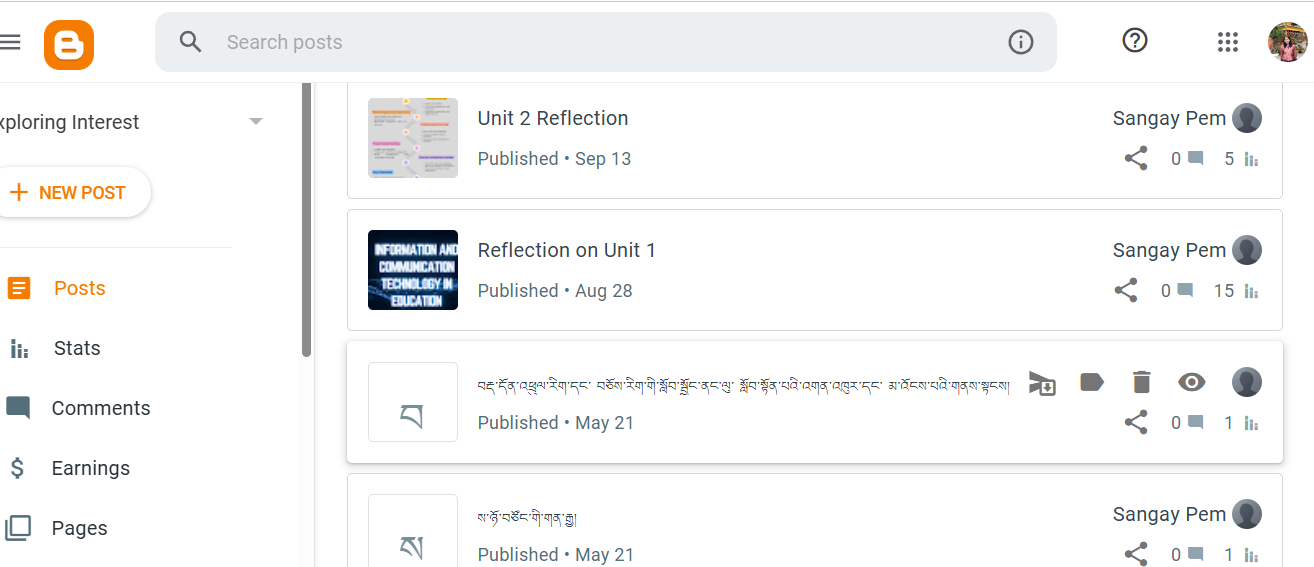 Search posts
xploring Interest
NEW POST
Posts
Stats
Comments
Earnings
Pages
Unit 2 Reflection
Published • Sep 13
Sangay Pem
0 5
INFORMATION AND
COMMUNICATION
TECHNOLOGY IN
EDUCATION
Reflection on Unit 1
Published • Aug 28
Sangay Pem
0 15
བ
བརྡ་དོན་འཕྲུལ་རིག་དང་ བཅོས་རིག་གི་སློབ་སྦྱོང་ནང་ལུ་ སློབ་སྟོན་པའི་འགན་འཁུར་དང་ མ་འོངས་པའི་གནས་སྟངས།
Published • May 21
0 1
ས
ས་ཉོ་བཙོང་གི་གན་རྒྱ།
Published • May 21
Sangay Pem
0 1